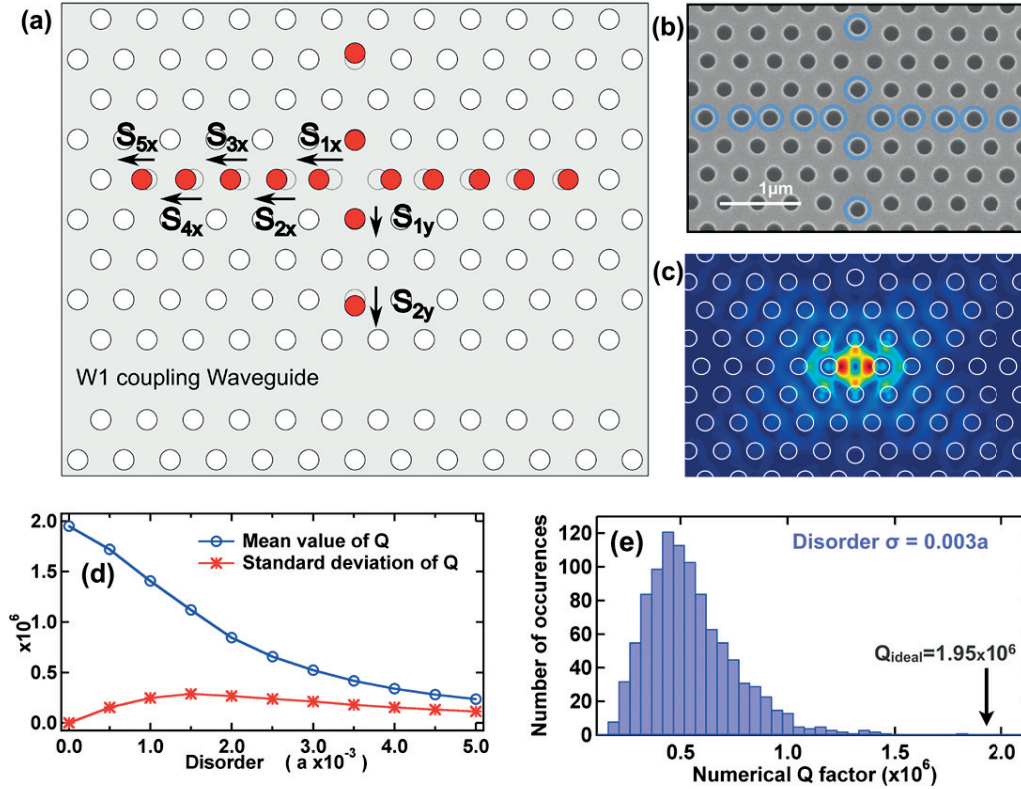 (a)
S5x
S3x
S1x
S4x
S2x
S1y
S2y
W1 coupling Waveguide
(b)
1µm
(c)
(d)
Mean value of Q
Standard deviation of Q
x10^6
2.0
1.5
1.0
0.5
0.0
0.0 1.0 2.0 3.0 4.0 5.0
Disorder ( a x10^-3)
(e)
Disorder σ = 0.003a
Qideal=1.95x10^6
Number of occurences
120
100
80
60
40
20
0
0.5 1.0 1.5 2.0
Numerical Q factor (x10^6)